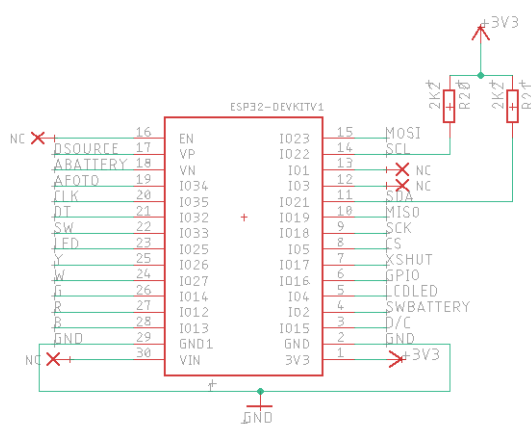 +3V3
2K2
R20
2K2
R21
ESP32-DEVKITV1
NC 16 EN IO23 15 MOSI
DSOURCE 17 VP IO22 14 SCL
ABATTERY 18 VN IO1 13 NC
AFOTO 19 IO34 IO3 12 NC
CLK 20 IO35 IO21 11 SDA
DT 21 IO32 IO19 10 MISO
SW 22 IO33 IO18 9 SCK
LED 23 IO25 IO5 8 CS
Y 25 IO26 IO17 7 XSHUT
W 24 IO27 IO16 6 GPIO
G 26 IO14 IO4 5 LCDLED
R 27 IO12 IO2 4 SWBATTERY
B 28 IO13 IO15 3 D/C
GND 29 GND1 GND 2 GND
NC 30 VIN 3V3 1 +3V3
GND